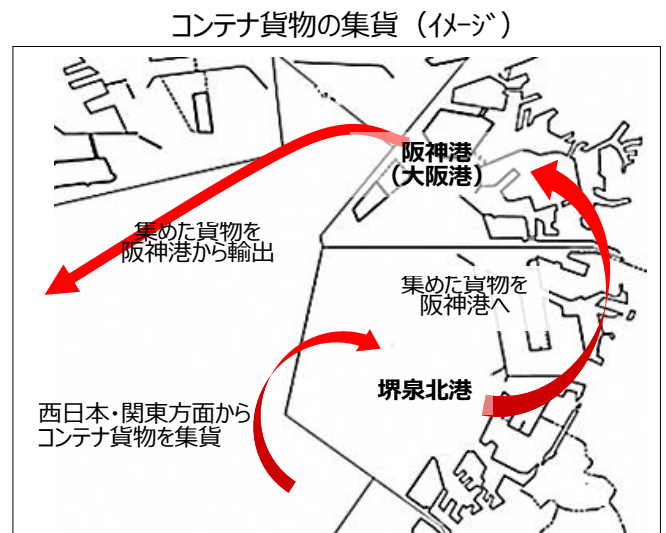 コンテナ貨物の集貨（ｲﾒｰｼﾞ）
阪神港
（大阪港）
集めた貨物を
阪神港から輸出
集めた貨物を
阪神港へ
堺泉北港
西日本・関東方面から
コンテナ貨物を集貨